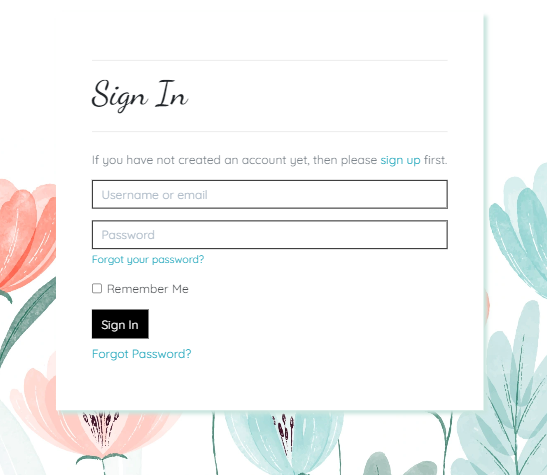 Sign In
If you have not created an account yet, then please sign up first.
Username or email
Password
Forgot your password?
Remember Me
Sign In
Forgot Password?